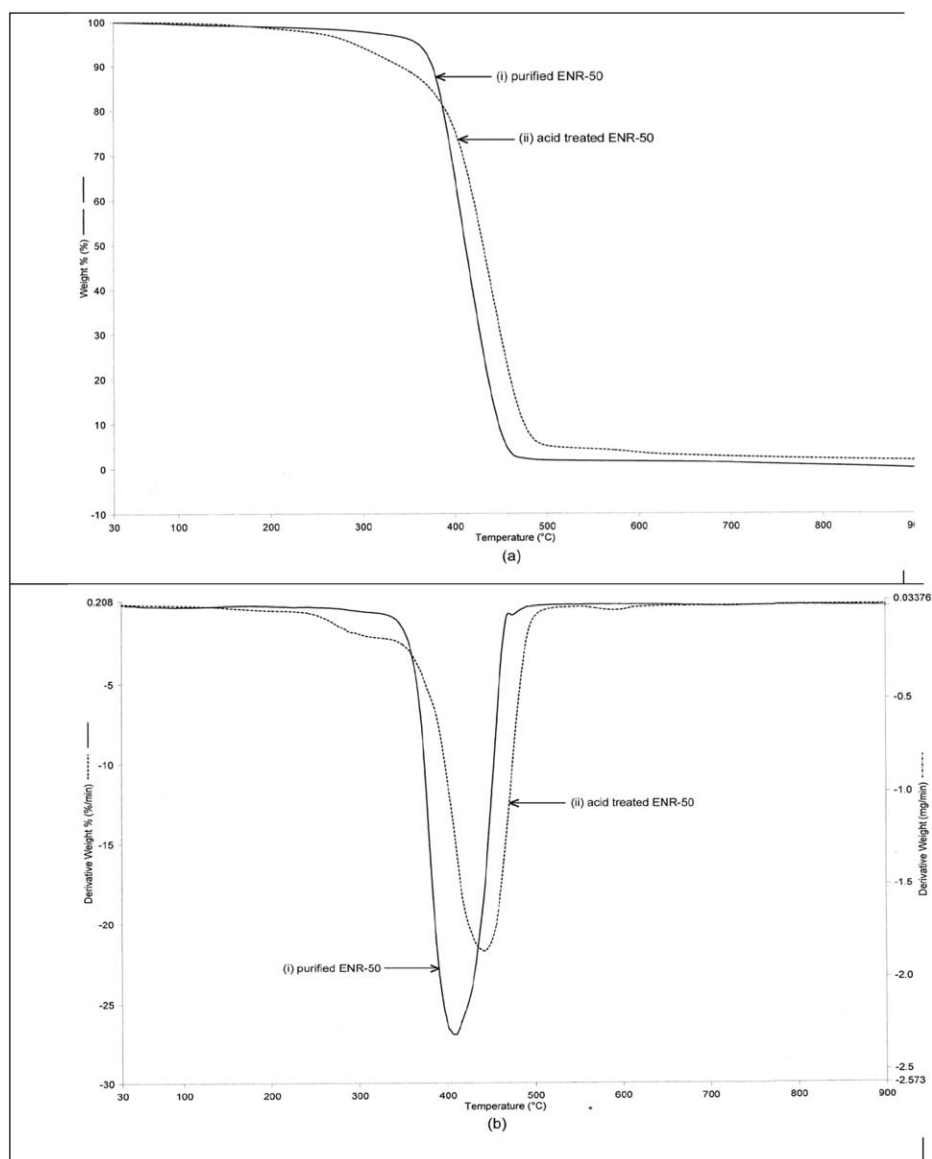 100
90
80
70
60
50
40
30
20
10
0
-10
Weight % (%)
(i) purified ENR-50
(ii) acid treated ENR-50
30 100 200 300 400 500 600 700 800
Temperature (°C)
(a)
0.208
-5
-10
-15
-20
-25
-30
Derivative Weight % (%/min)
0.03376
-0.5
-1.0
-1.5
-2.0
-2.5
-2.573
Derivative Weight (mg/min)
(ii) acid treated ENR-50
(i) purified ENR-50
30 100 200 300 400 500 600 700 800 900
Temperature (°C)
(b)